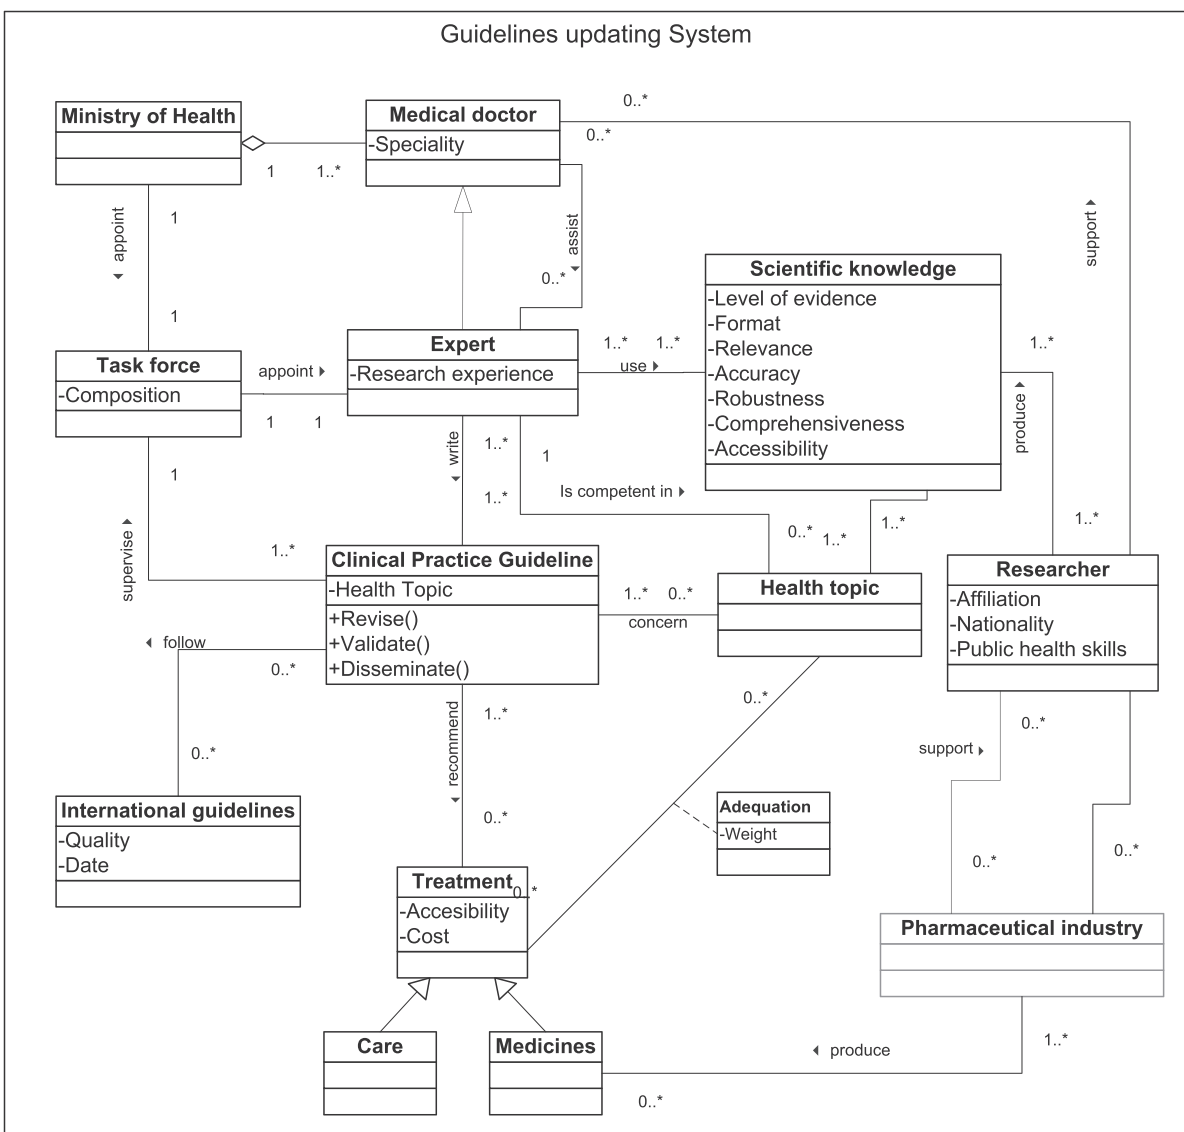 Guidelines updating System
0..*
Ministry of Health
Medical doctor
-Speciality
0..*
1
1..*
1
▼ appoint
assist ▼
support ▶
0..*
Scientific knowledge
-Level of evidence
-Format
-Relevance
-Accuracy
-Robustness
-Comprehensiveness
-Accessibility
1
Task force
-Composition
appoint ▶
1
1
Expert
-Research experience
1..*
1..*
use ▶
1..*
produce ▶
1
write
1..*
1
1..*
Is competent in ▶
0..*
1..*
1..*
1..*
supervise ▶
1..*
Clinical Practice Guideline
-Health Topic
+Revise()
+Validate()
+Disseminate()
1..*
0..*
concern
Health topic
Researcher
-Affiliation
-Nationality
-Public health skills
◀ follow
0..*
0..*
1..*
recommend
0..*
0..*
0..*
support ▶
International guidelines
-Quality
-Date
Adequation
-Weight
0..*
0..*
Treatment
0..*
-Accesibility
-Cost
Pharmaceutical industry
Care
Medicines
◀ produce
1..*
0..*